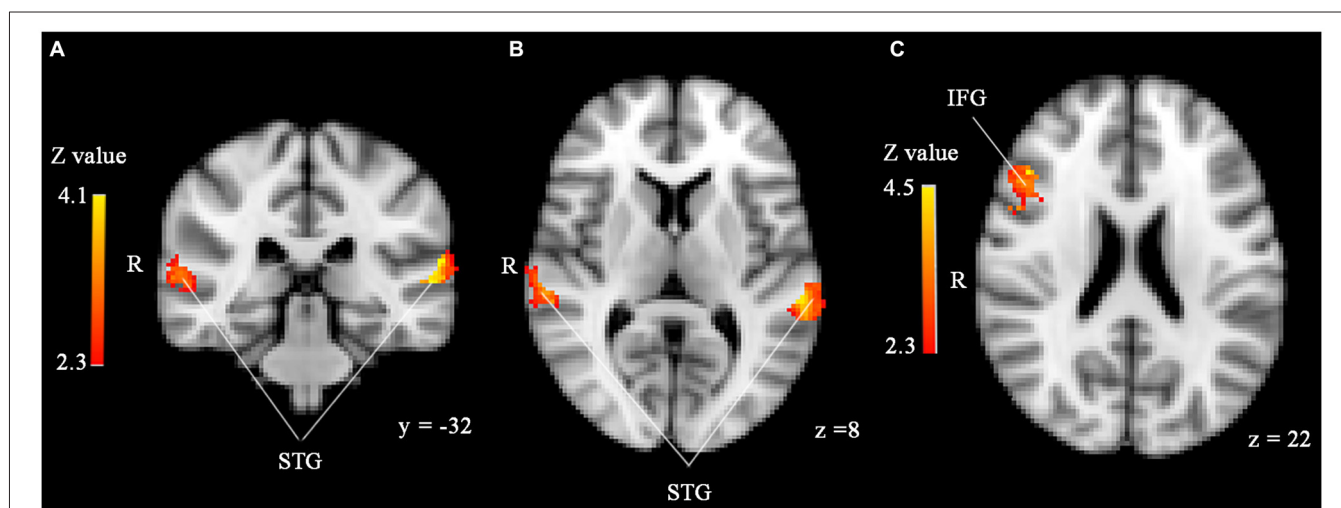 A
Z value
4.1
R
2.3
y = -32
STG
B
R
z =8
STG
C
IFG
Z value
4.5
R
2.3
z = 22